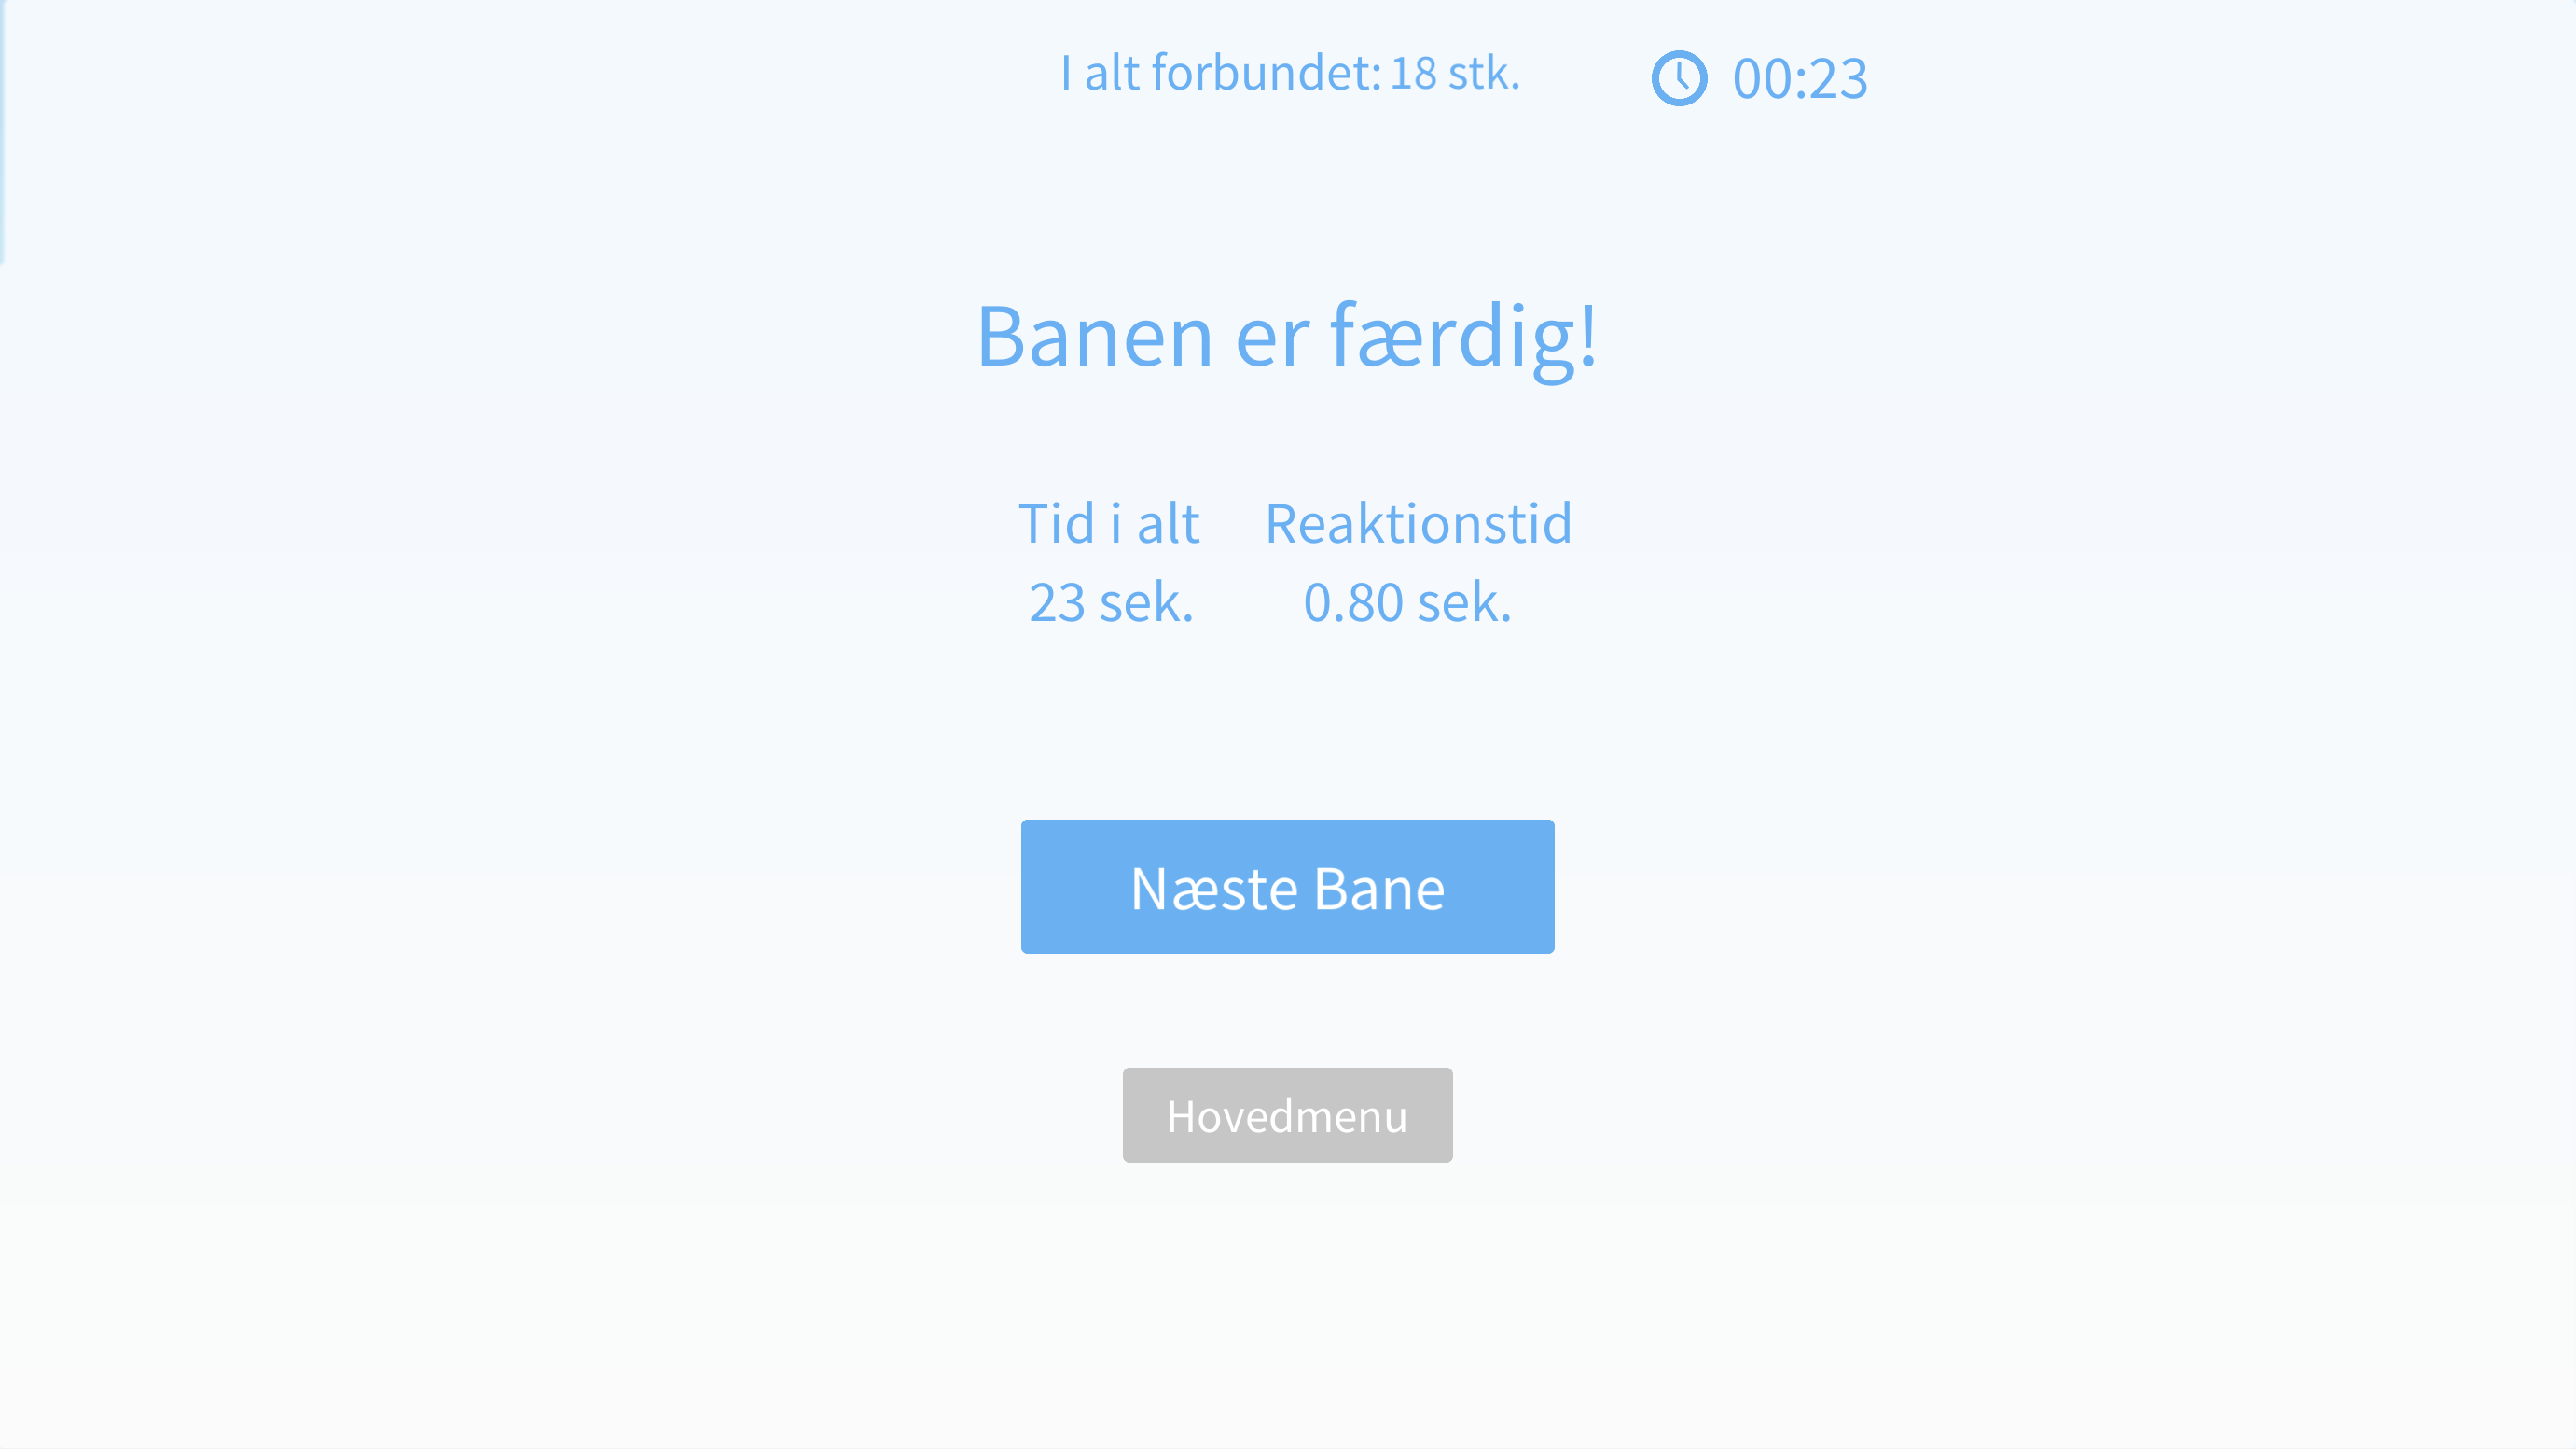 I alt forbundet: 18 stk.
00:23
Banen er færdig!
Tid i alt Reaktionstid
23 sek. 0.80 sek.
Næste Bane
Hovedmenu